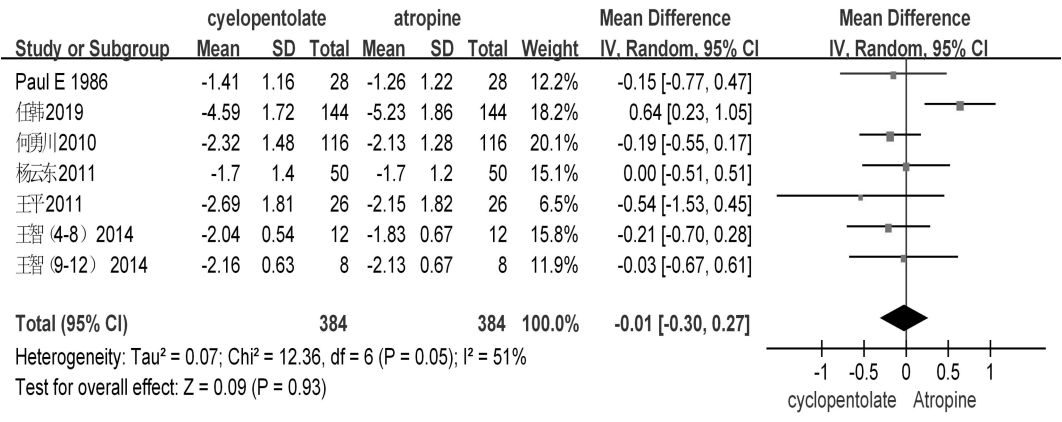 cyelopentolate atropine Mean Difference Mean Difference
Study or Subgroup Mean SD Total Mean SD Total Weight IV, Random, 95% CI IV, Random, 95% CI
Paul E 1986 -1.41 1.16 28 -1.26 1.22 28 12.2% -0.15 [-0.77, 0.47]
任韩2019 -4.59 1.72 144 -5.23 1.86 144 18.2% 0.64 [0.23, 1.05]
何勇川2010 -2.32 1.48 116 -2.13 1.28 116 20.1% -0.19 [-0.55, 0.17]
杨云东2011 -1.7 1.4 50 -1.7 1.2 50 15.1% 0.00 [-0.51, 0.51]
王平2011 -2.69 1.81 26 -2.15 1.82 26 6.5% -0.54 [-1.53, 0.45]
王智 (4-8) 2014 -2.04 0.54 12 -1.83 0.67 12 15.8% -0.21 [-0.70, 0.28]
王智 (9-12) 2014 -2.16 0.63 8 -2.13 0.67 8 11.9% -0.03 [-0.67, 0.61]
Total (95% CI) 384 384 100.0% -0.01 [-0.30, 0.27]
Heterogeneity: Tau² = 0.07; Chi² = 12.36, df = 6 (P = 0.05); I² = 51%
Test for overall effect: Z = 0.09 (P = 0.93)
-1 -0.5 0 0.5 1
cyclopentolate Atropine